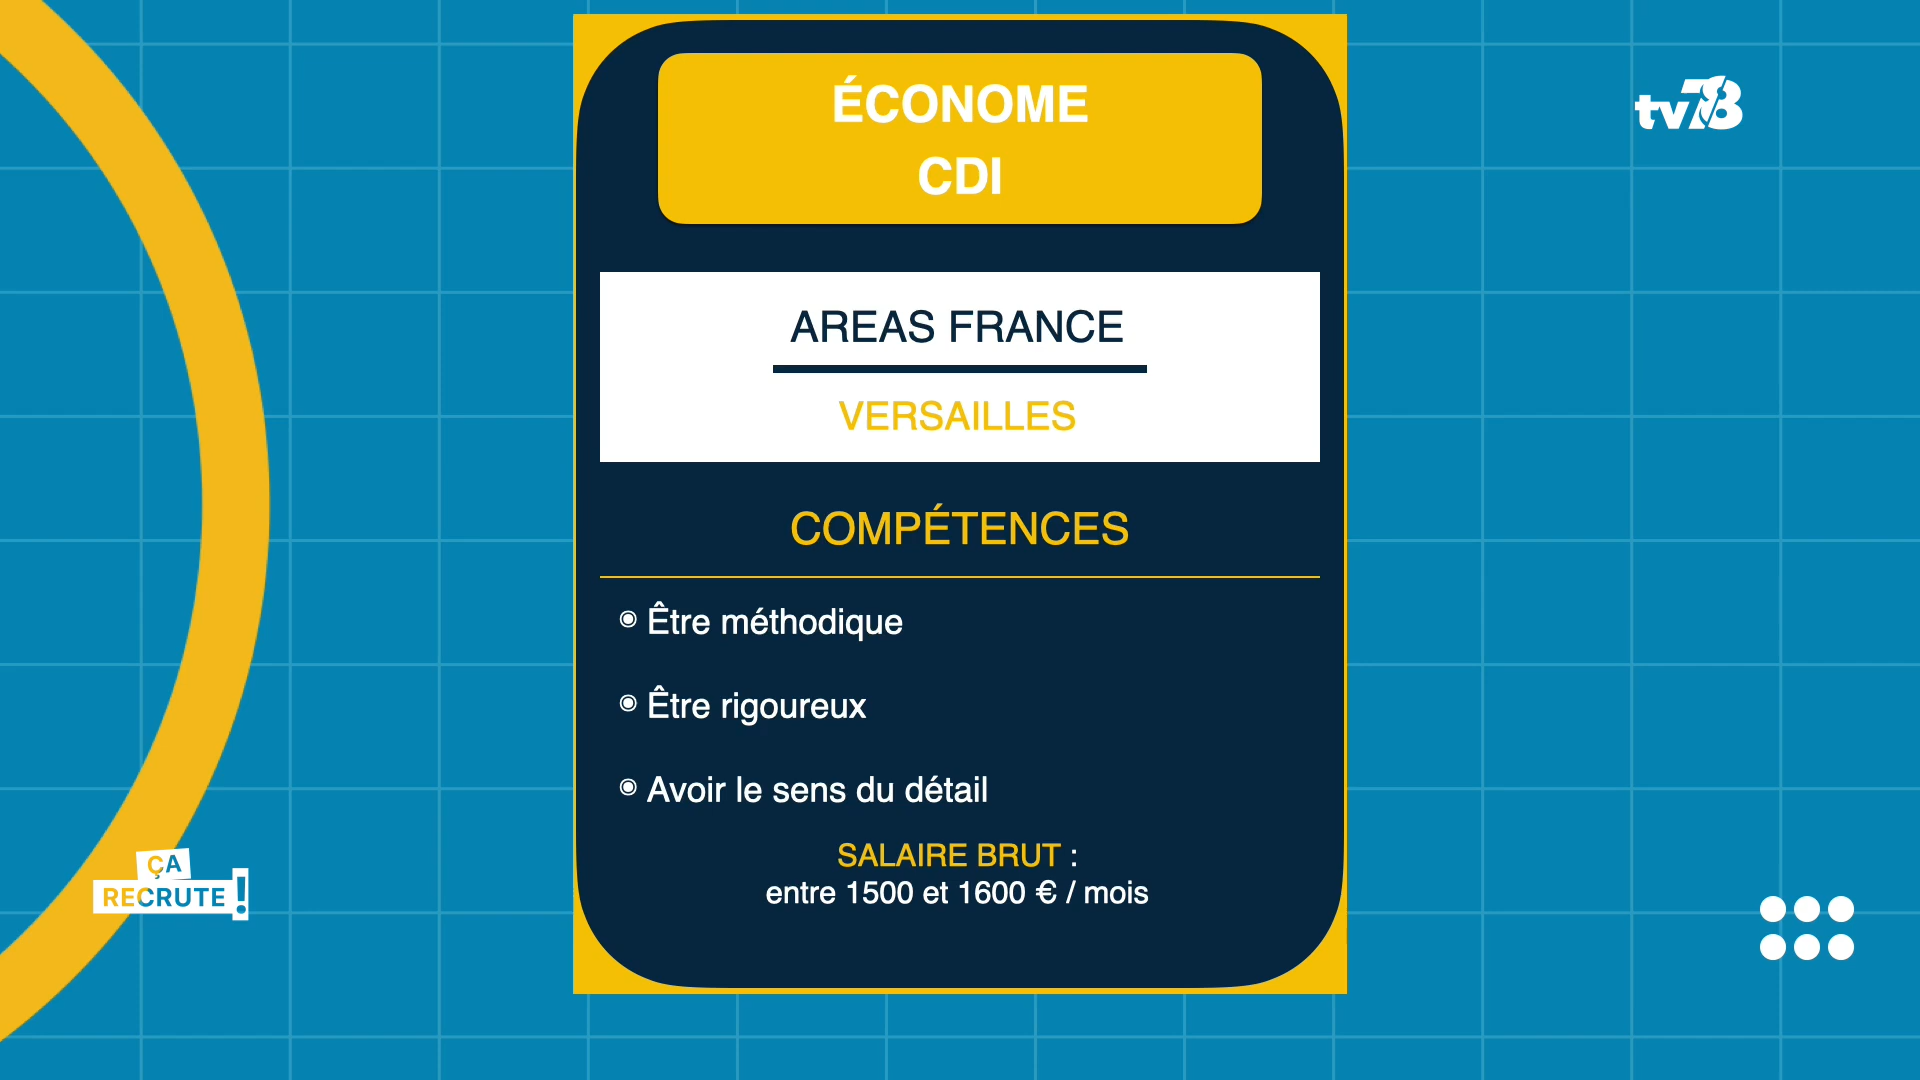 ÉCONOME
CDI
tv78
AREAS FRANCE
VERSAILLES
COMPÉTENCES
Être méthodique
Être rigoureux
Avoir le sens du détail
SALAIRE BRUT :
entre 1500 et 1600 € / mois
ÇA
RECRUTE !